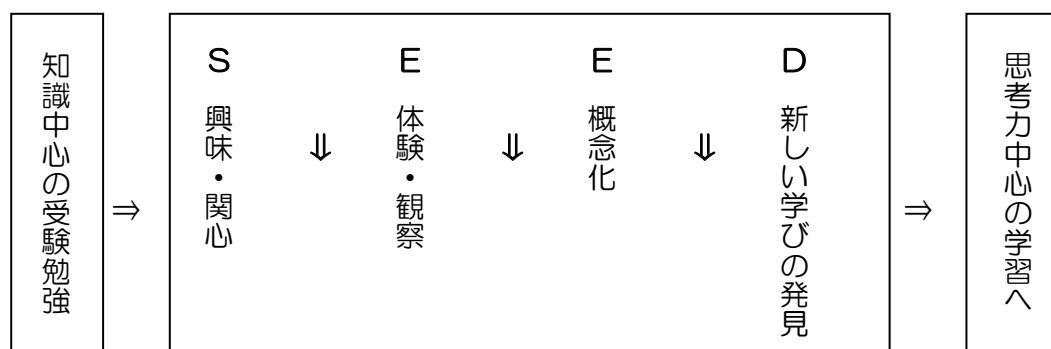 知識中心の受験勉強
⇒
S 興味・関心
⇓
E 体験・観察
⇓
E 概念化
⇓
D 新しい学びの発見
⇒
思考力中心の学習へ